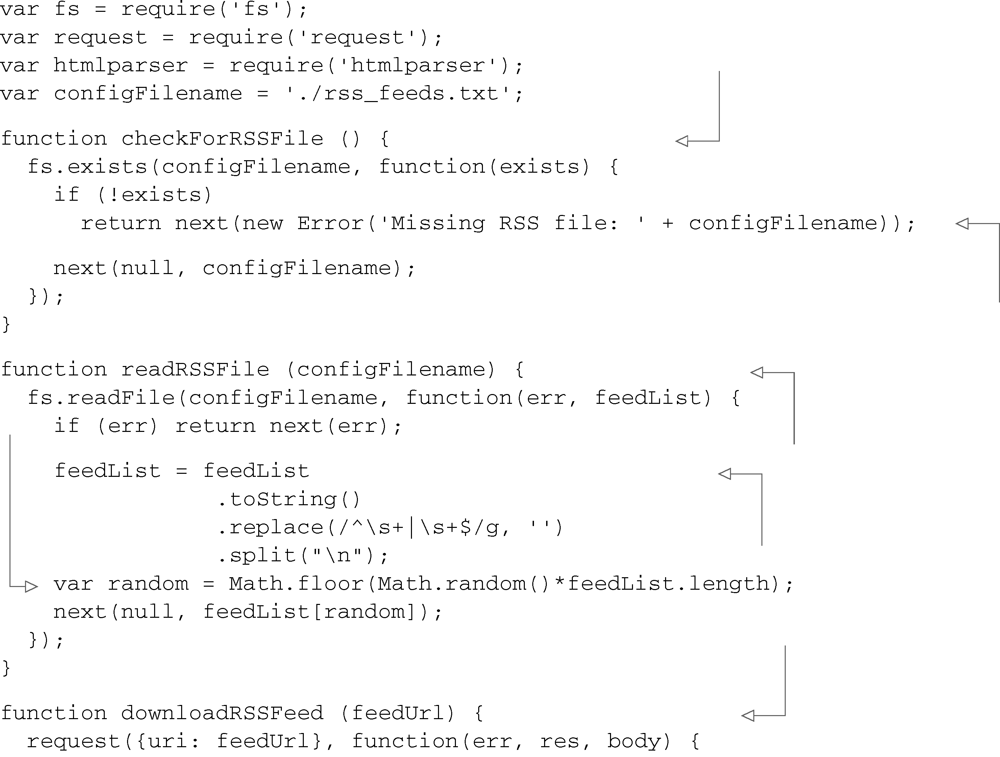 var fs = require('fs');
var request = require('request');
var htmlparser = require('htmlparser');
var configFilename = './rss_feeds.txt';
function checkForRSSFile () {
  fs.exists(configFilename, function(exists) {
    if (!exists)
      return next(new Error('Missing RSS file: ' + configFilename));
    next(null, configFilename);
  });
}
function readRSSFile (configFilename) {
  fs.readFile(configFilename, function(err, feedList) {
    if (err) return next(err);
    feedList = feedList
                .toString()
                .replace(/^\s+|\s+$/g, '')
                .split("\n");
    var random = Math.floor(Math.random()*feedList.length);
    next(null, feedList[random]);
  });
}
function downloadRSSFeed (feedUrl) {
  request({uri: feedUrl}, function(err, res, body) {